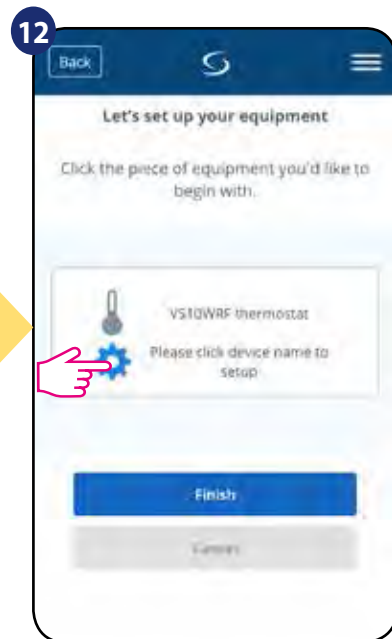 12
Back
Let's set up your equipment
Click the piece of equipment you'd like to
begin with.
VS10WRF thermostat
Please click device name to
setup
Finish
Cancel